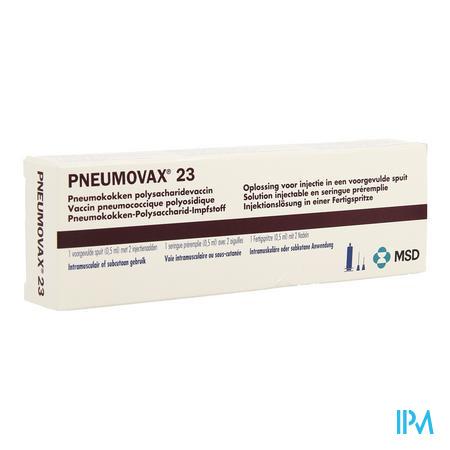 PNEUMOVAX® 23
Pneumokokken polysaccharidevaccin
Vaccin pneumococcique polyosidique
Pneumokokken-Polysaccharid-Impfstoff
Oplossing voor injectie in een voorgevulde spuit
Solution injectable en seringue préremplie
Injektionslösung in einer Fertigspritze
1 voorgevulde spuit (0,5 ml) met 2 injectienaalden
Intramusculair of subcutaan gebruik
1 seringue préremplie (0,5 ml) avec 2 aiguilles
Voie intramusculaire ou sous-cutanée
1 Fertigspritze (0,5 ml) mit 2 Nadeln
Intramuskuläre oder subkutane Anwendung
MSD
PNEUMOVAX® 23
IPM